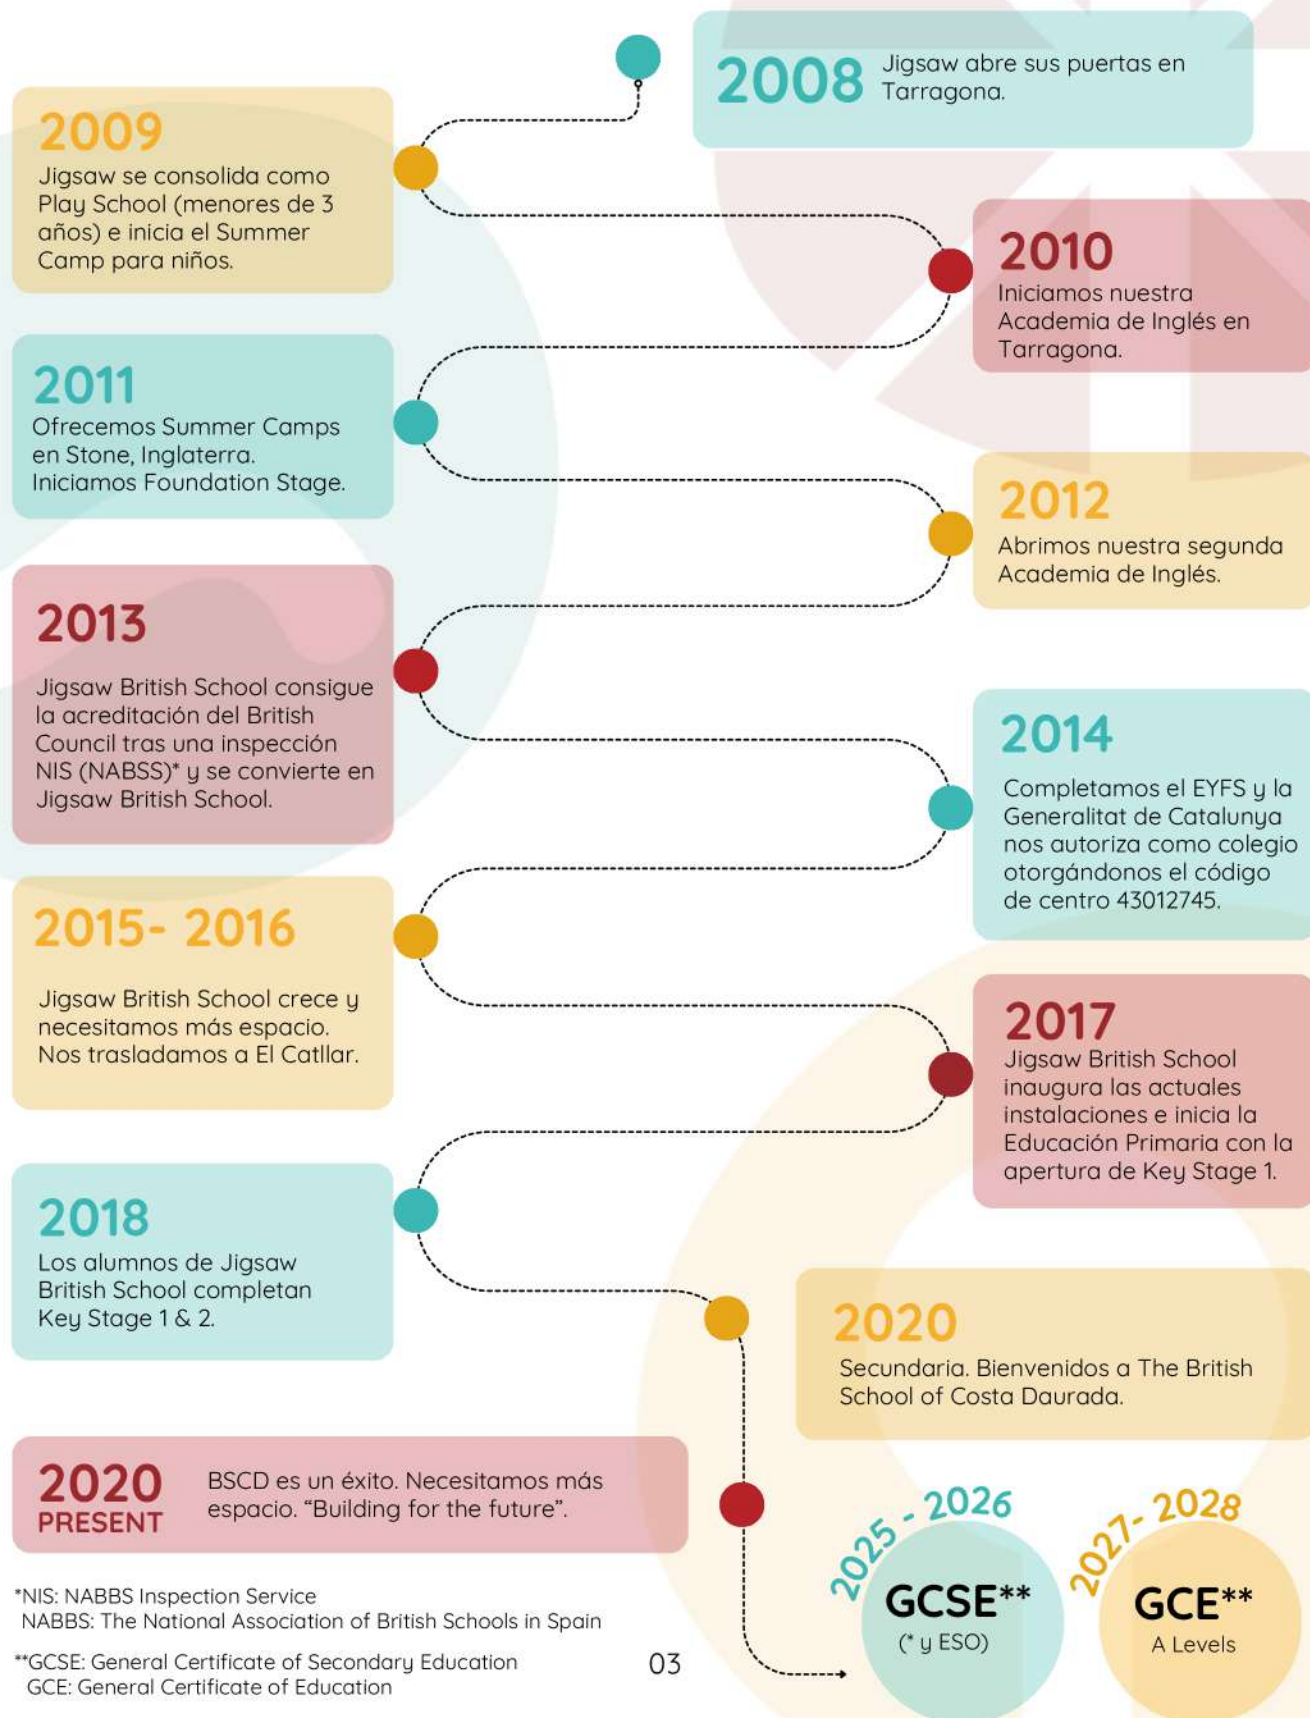 2008
Jigsaw abre sus puertas en
Tarragona.
2009
Jigsaw se consolida como
Play School (menores de 3
años) e inicia el Summer
Camp para niños.
2010
Iniciamos nuestra
Academia de Inglés en
Tarragona.
2011
Ofrecemos Summer Camps
en Stone, Inglaterra.
Iniciamos Foundation Stage.
2012
Abrimos nuestra segunda
Academia de Inglés.
2013
Jigsaw British School consigue
la acreditación del British
Council tras una inspección
NIS (NABSS)* y se convierte en
Jigsaw British School.
2014
Completamos el EYFS y la
Generalitat de Catalunya
nos autoriza como colegio
otorgándonos el código
de centro 43012745.
2015- 2016
Jigsaw British School crece y
necesitamos más espacio.
Nos trasladamos a El Catllar.
2017
Jigsaw British School
inaugura las actuales
instalaciones e inicia la
Educación Primaria con la
apertura de Key Stage 1.
2018
Los alumnos de Jigsaw
British School completan
Key Stage 1 & 2.
2020
Secundaria. Bienvenidos a The British
School of Costa Daurada.
2020
PRESENT
BSCD es un éxito. Necesitamos más
espacio. “Building for the future”.
2025 - 2026
GCSE**
(* y ESO)
2027- 2028
GCE**
A Levels
*NIS: NABBS Inspection Service
NABBS: The National Association of British Schools in Spain
**GCSE: General Certificate of Secondary Education
GCE: General Certificate of Education
03